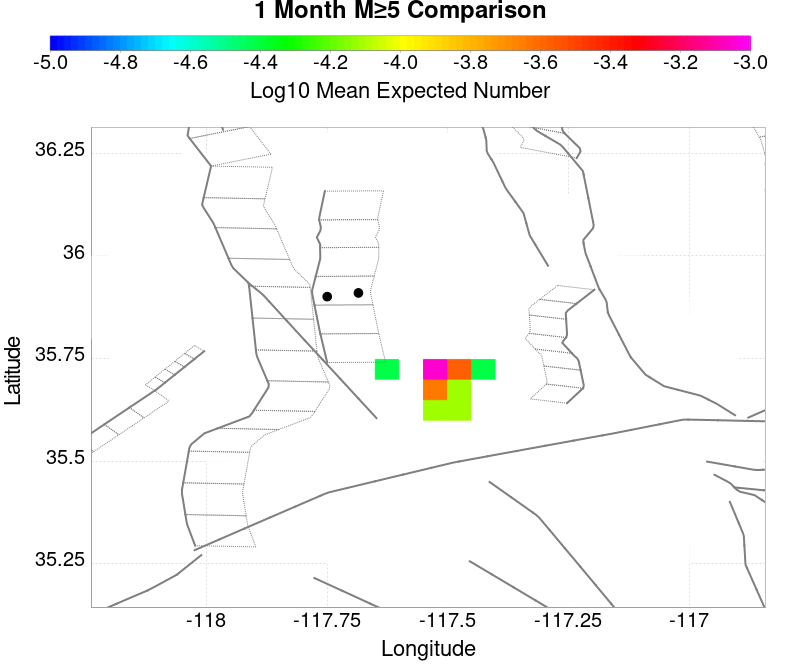 1 Month M≥5 Comparison
-5.0 -4.8 -4.6 -4.4 -4.2 -4.0 -3.8 -3.6 -3.4 -3.2 -3.0
Log10 Mean Expected Number
36.25
36
35.75
35.5
35.25
Latitude
-118 -117.75 -117.5 -117.25 -117
Longitude